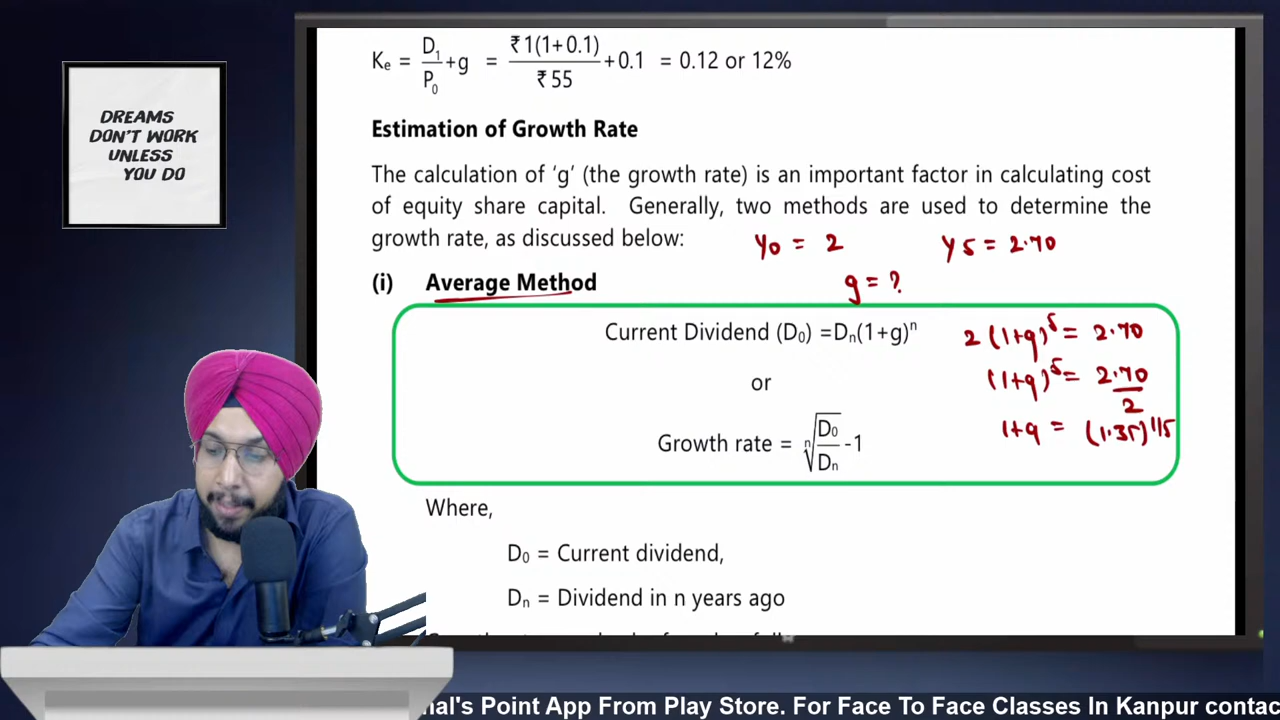 DREAMS
DON'T WORK
UNLESS
YOU DO
Ke = D1/P0 +g = ₹1(1+0.1)/₹55 +0.1 = 0.12 or 12%
Estimation of Growth Rate
The calculation of 'g' (the growth rate) is an important factor in calculating cost
of equity share capital. Generally, two methods are used to determine the
growth rate, as discussed below:
Y0 = 2 Y5 = 2.70
(i) Average Method
g = ?
Current Dividend (D0) =Dn(1+g)ⁿ
2 (1+g)⁵ = 2.70
or
(1+g)⁵ = 2.70/2
Growth rate = ⁿ√(D0/Dn) -1
1+g = (1.35)^1/5
Where,
D0 = Current dividend,
Dn = Dividend in n years ago
nal's Point App From Play Store. For Face To Face Classes In Kanpur contac